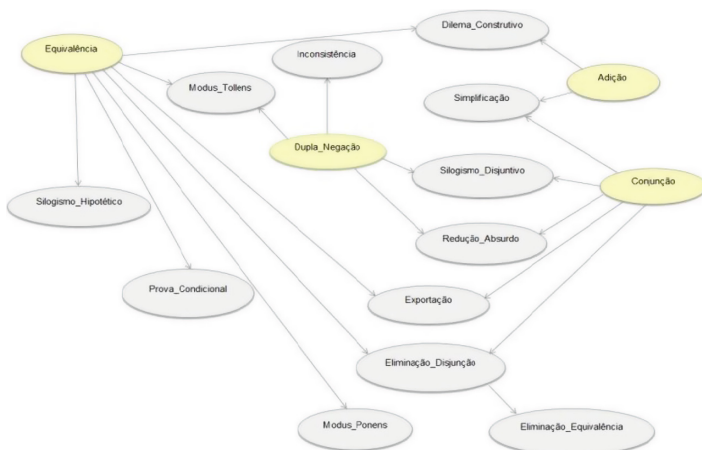 Dilema_Construtivo
Equivalência
Inconsistência
Adição
Modus_Tollens
Simplificação
Dupla_Negação
Silogismo_Disjuntivo
Conjunção
Silogismo_Hipotético
Redução_Absurdo
Prova_Condicional
Exportação
Eliminação_Disjunção
Modus_Ponens
Eliminação_Equivalência